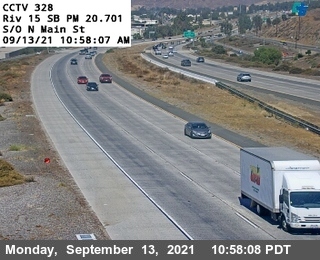 CCTV 328
Riv 15 SB PM 20.701
S/O N Main St
09/13/21 10:58:07 AM
Monday, September 13, 2021 10:58:08 PDT